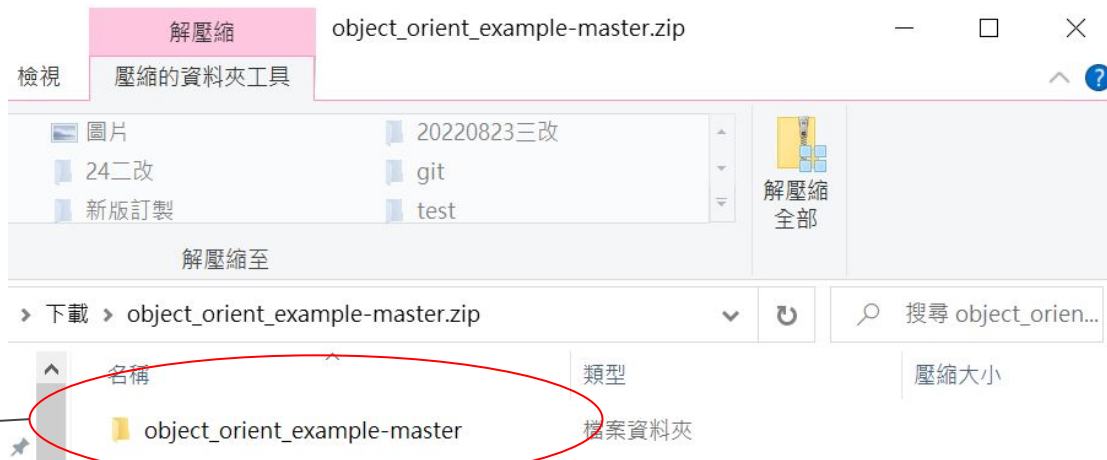 解壓縮 object_orient_example-master.zip
檢視 壓縮的資料夾工具
圖片 20220823三改
24二改 git
新版訂製 test
解壓縮至
解壓縮
全部
下載 object_orient_example-master.zip 搜尋 object_orien...
名稱 類型 壓縮大小
object_orient_example-master 檔案資料夾